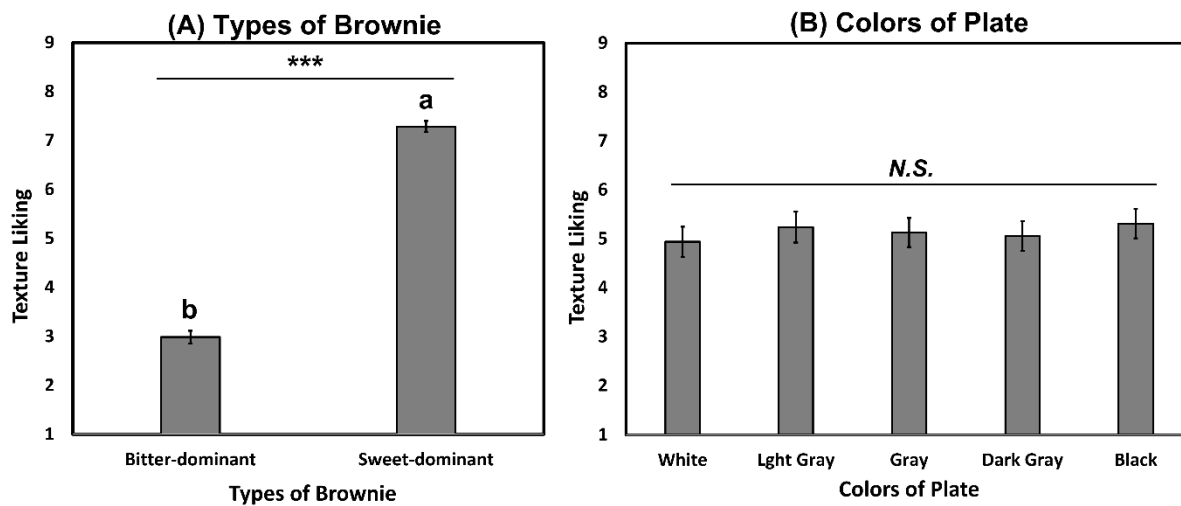 (A) Types of Brownie
Texture Liking
9
8
7
6
5
4
3
2
1
***
a
b
Bitter-dominant Sweet-dominant
Types of Brownie
(B) Colors of Plate
Texture Liking
9
8
7
6
5
4
3
2
1
N.S.
White Lght Gray Gray Dark Gray Black
Colors of Plate